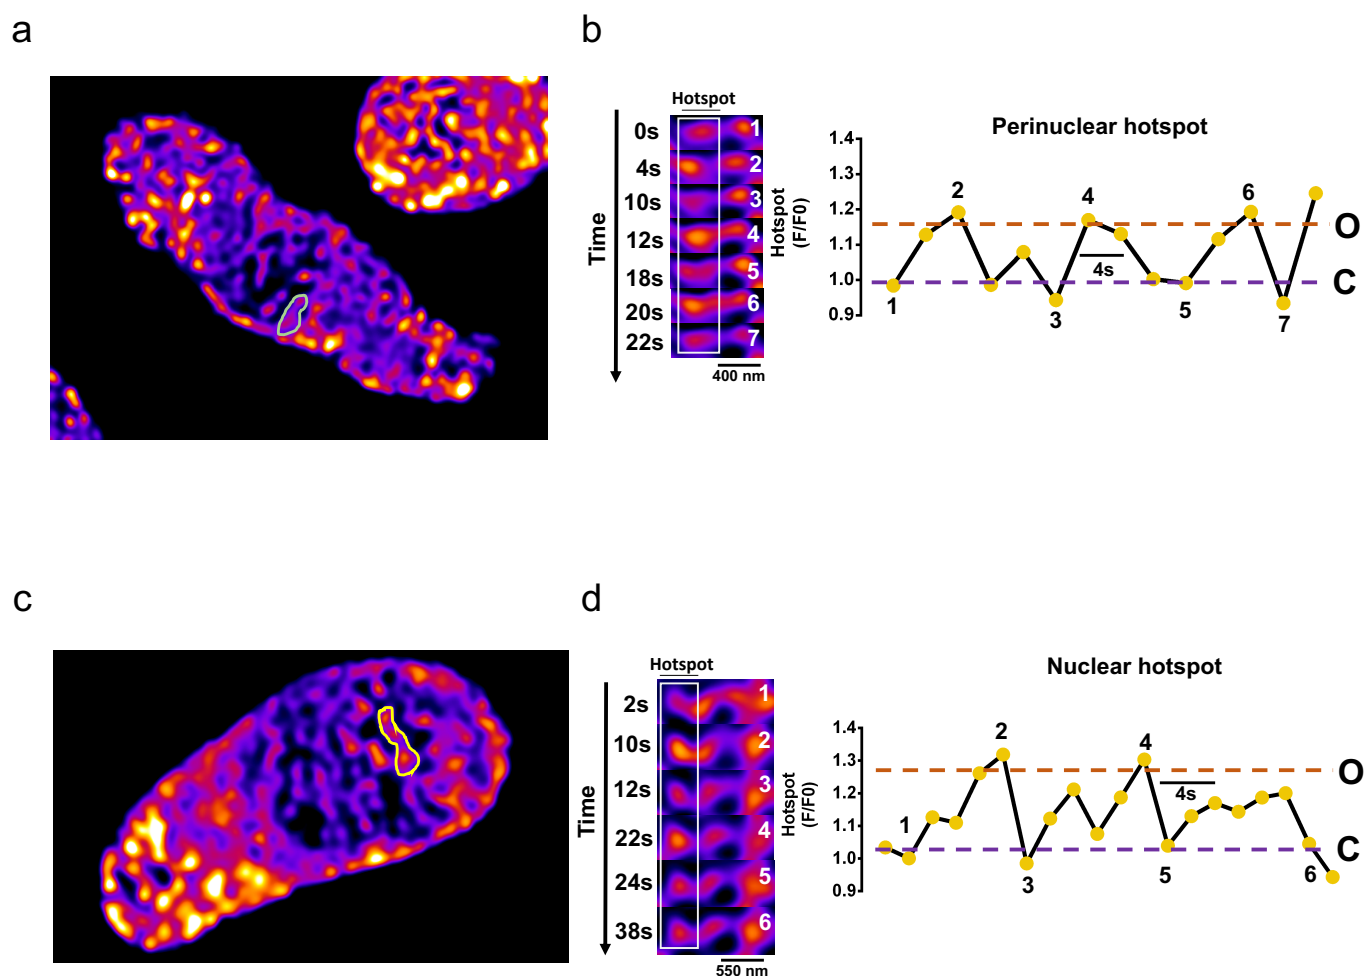 a
b
Hotspot
Time
0s
4s
10s
12s
18s
20s
22s
1
2
3
4
5
6
7
400 nm
Perinuclear hotspot
Hotspot
(F/F0)
1.4
1.3
1.2
1.1
1.0
0.9
1
2
3
4
4s
5
6
7
O
C
c
d
Hotspot
Time
2s
10s
12s
22s
24s
38s
1
2
3
4
5
6
550 nm
Nuclear hotspot
Hotspot
(F/F0)
1.4
1.3
1.2
1.1
1.0
0.9
1
2
3
4
4s
5
6
O
C